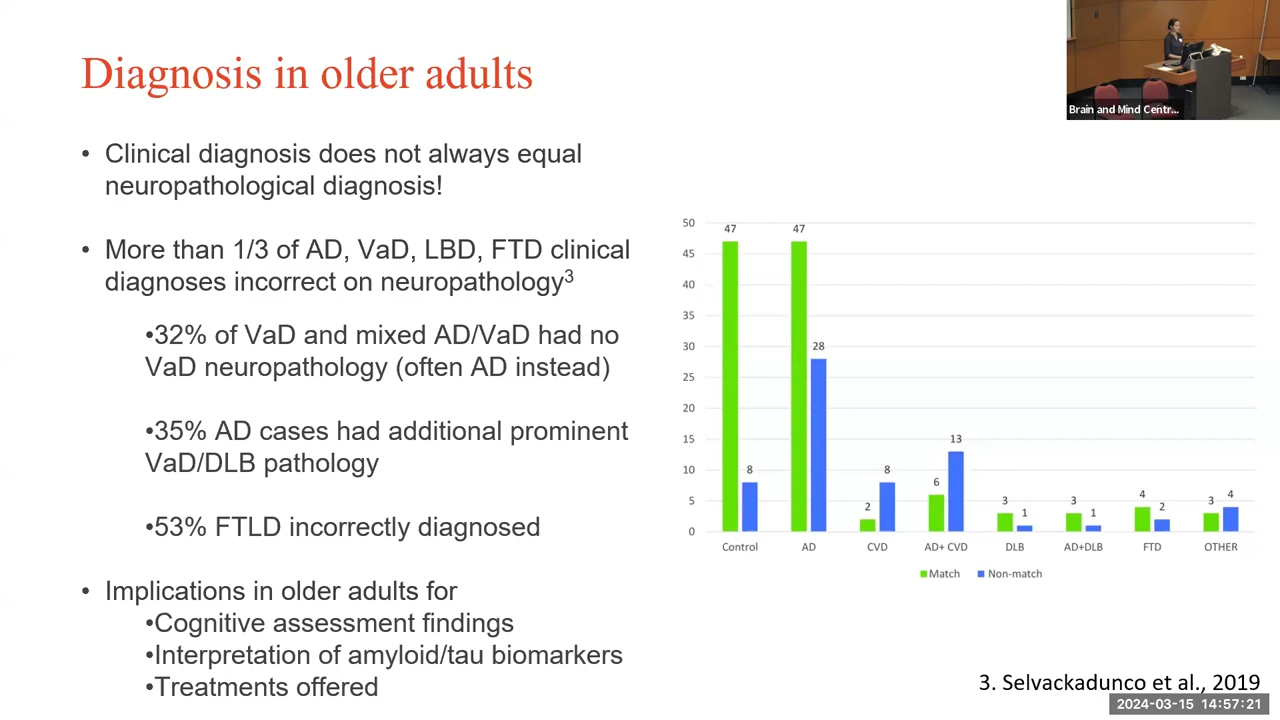 Diagnosis in older adults
Brain and Mind Centr...
• Clinical diagnosis does not always equal
neuropathological diagnosis!
• More than 1/3 of AD, VaD, LBD, FTD clinical
diagnoses incorrect on neuropathology3
•32% of VaD and mixed AD/VaD had no
VaD neuropathology (often AD instead)
•35% AD cases had additional prominent
VaD/DLB pathology
•53% FTLD incorrectly diagnosed
• Implications in older adults for
•Cognitive assessment findings
•Interpretation of amyloid/tau biomarkers
•Treatments offered
50
45
40
35
30
25
20
15
10
5
0
47 8
47 28
2 8
6 13
3 1
3 1
4 2
3 4
Control AD CVD AD+ CVD DLB AD+DLB FTD OTHER
Match Non-match
3. Selvackadunco et al., 2019
2024-03-15 14:57:21